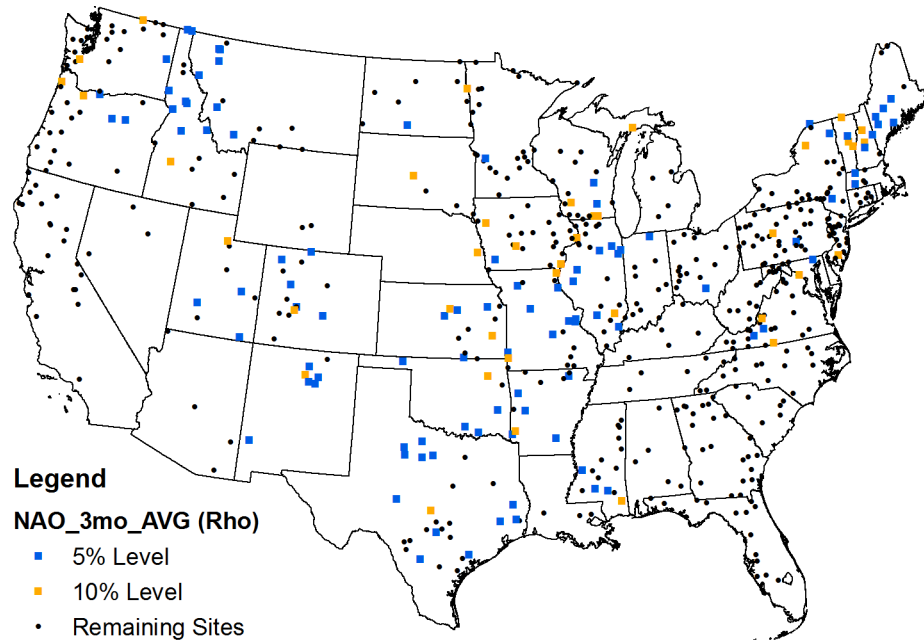 Legend
NAO_3mo_AVG (Rho)
5% Level
10% Level
Remaining Sites